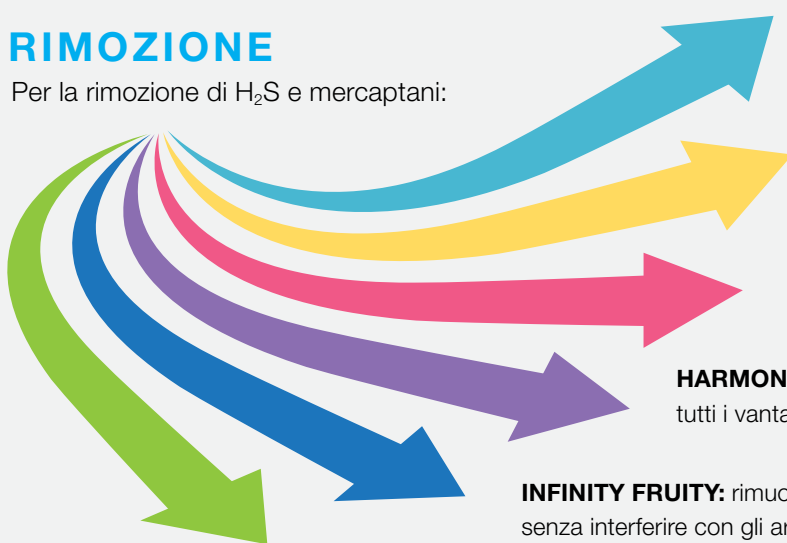 RIMOZIONE
Per la rimozione di H₂S e mercaptani:
HARMON
tutti i vanta
INFINITY FRUITY: rimuo
senza interferire con gli ar